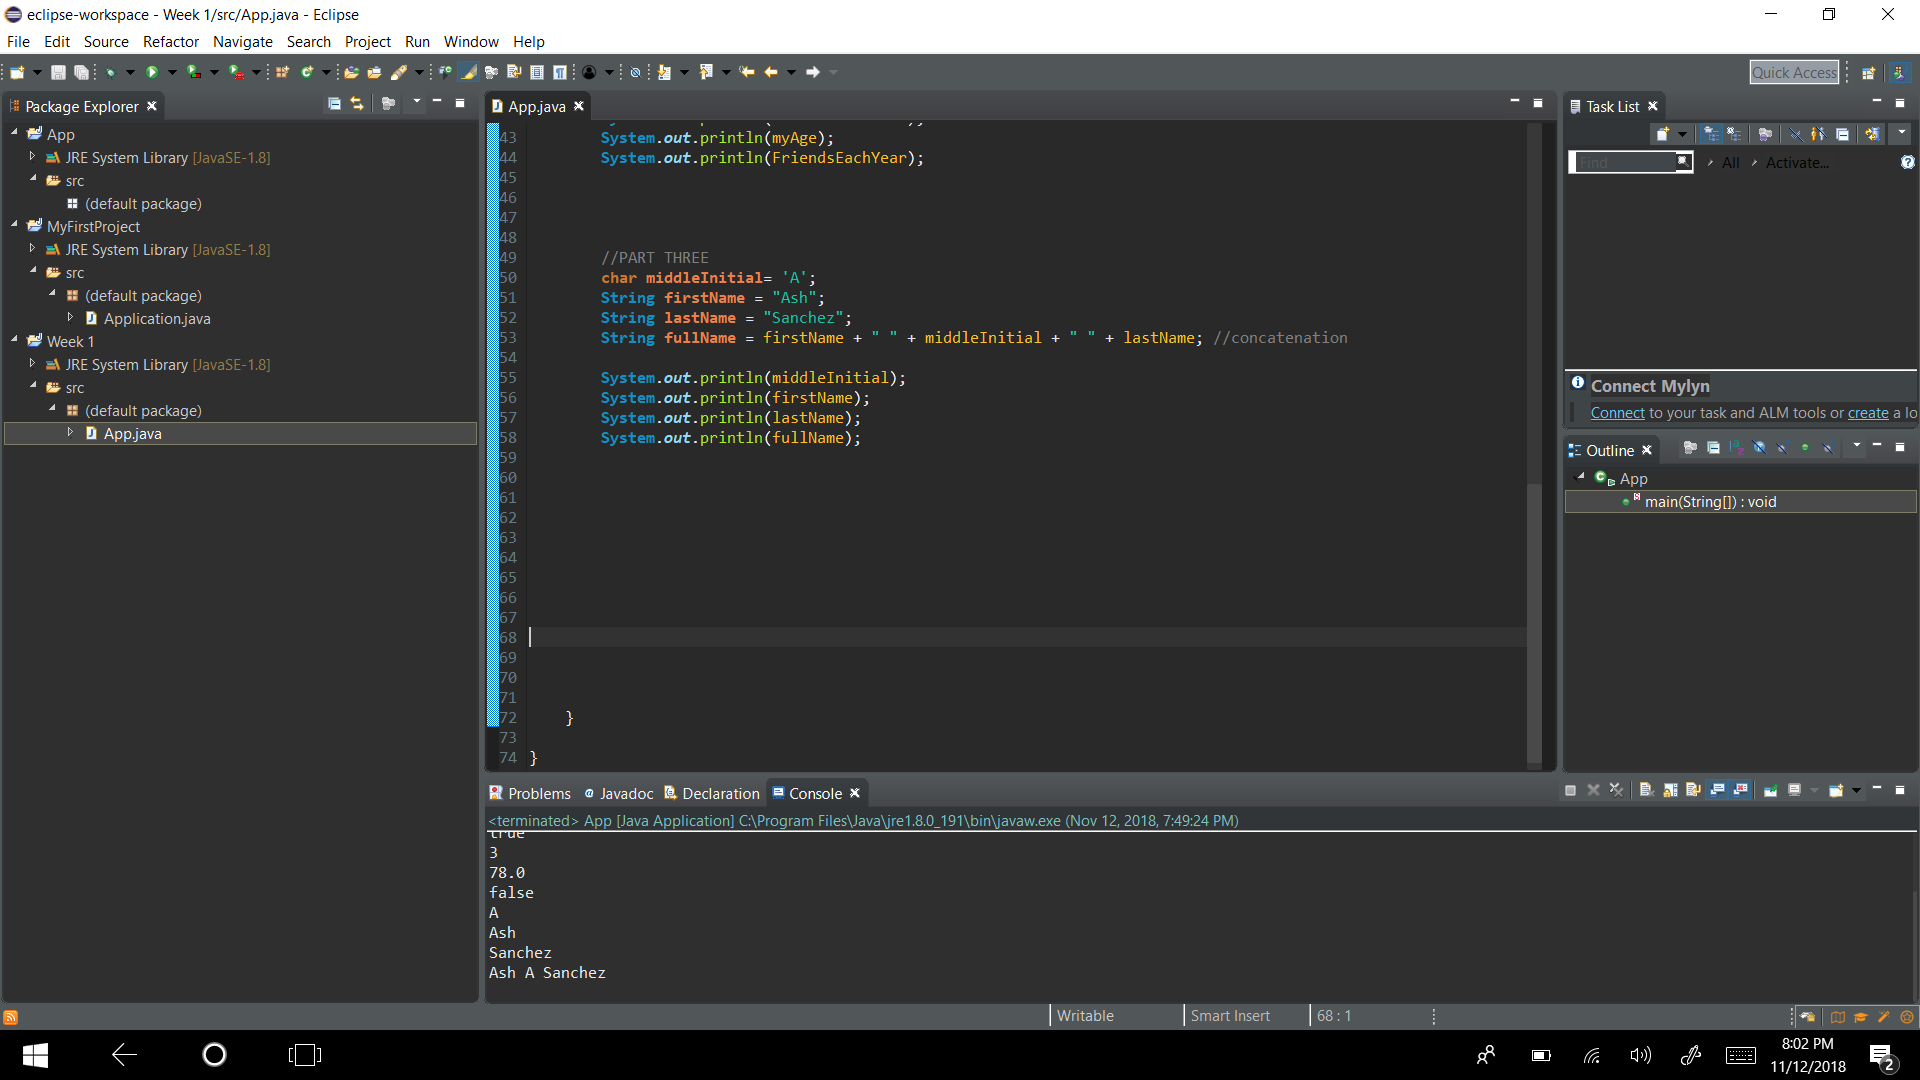 eclipse-workspace - Week 1/src/App.java - Eclipse
File Edit Source Refactor Navigate Search Project Run Window Help
Quick Access
Package Explorer
App
JRE System Library [JavaSE-1.8]
src
(default package)
MyFirstProject
JRE System Library [JavaSE-1.8]
src
(default package)
Application.java
Week 1
JRE System Library [JavaSE-1.8]
src
(default package)
App.java
App.java
43 System.out.println(myAge);
44 System.out.println(FriendsEachYear);
45
46
47
48
49 //PART THREE
50 char middleInitial= 'A';
51 String firstName = "Ash";
52 String lastName = "Sanchez";
53 String fullName = firstName + " " + middleInitial + " " + lastName; //concatenation
54
55 System.out.println(middleInitial);
56 System.out.println(firstName);
57 System.out.println(lastName);
58 System.out.println(fullName);
59
60
61
62
63
64
65
66
67
68
69
70
71
72 }
73
74 }
Task List
Find All Activate...
Connect Mylyn
Connect to your task and ALM tools or create a lo
Outline
App
main(String[]) : void
Problems Javadoc Declaration Console
<terminated> App [Java Application] C:\Program Files\Java\jre1.8.0_191\bin\javaw.exe (Nov 12, 2018, 7:49:24 PM)
true
3
78.0
false
A
Ash
Sanchez
Ash A Sanchez
Writable Smart Insert 68 : 1
8:02 PM
11/12/2018
2